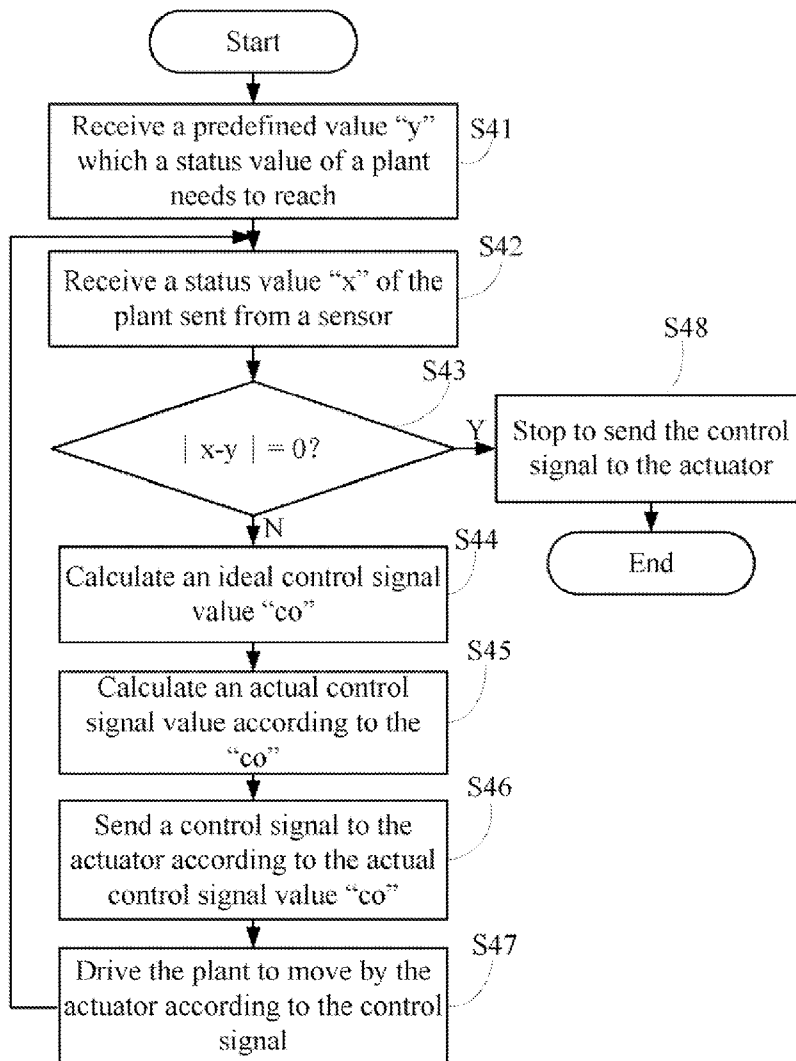 Start
Receive a predefined value “y”
which a status value of a plant
needs to reach
S41
Receive a status value “x” of the
plant sent from a sensor
S42
| x-y | = 0?
S43
Y
N
Stop to send the control
signal to the actuator
S48
End
Calculate an ideal control signal
value “co”
S44
Calculate an actual control
signal value according to the
“co”
S45
Send a control signal to the
actuator according to the actual
control signal value “co”
S46
Drive the plant to move by the
actuator according to the control
signal
S47